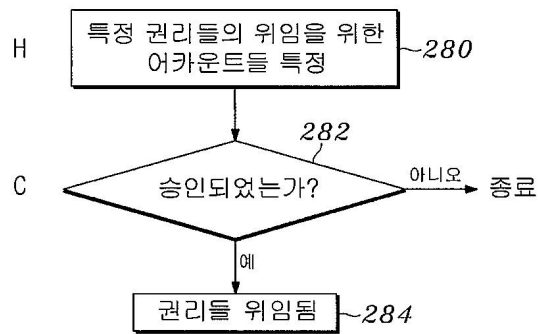 H
특정 권리들의 위임을 위한
어카운트들 특정
280
282
C
승인되었는가?
아니오
종료
예
권리들 위임됨
284